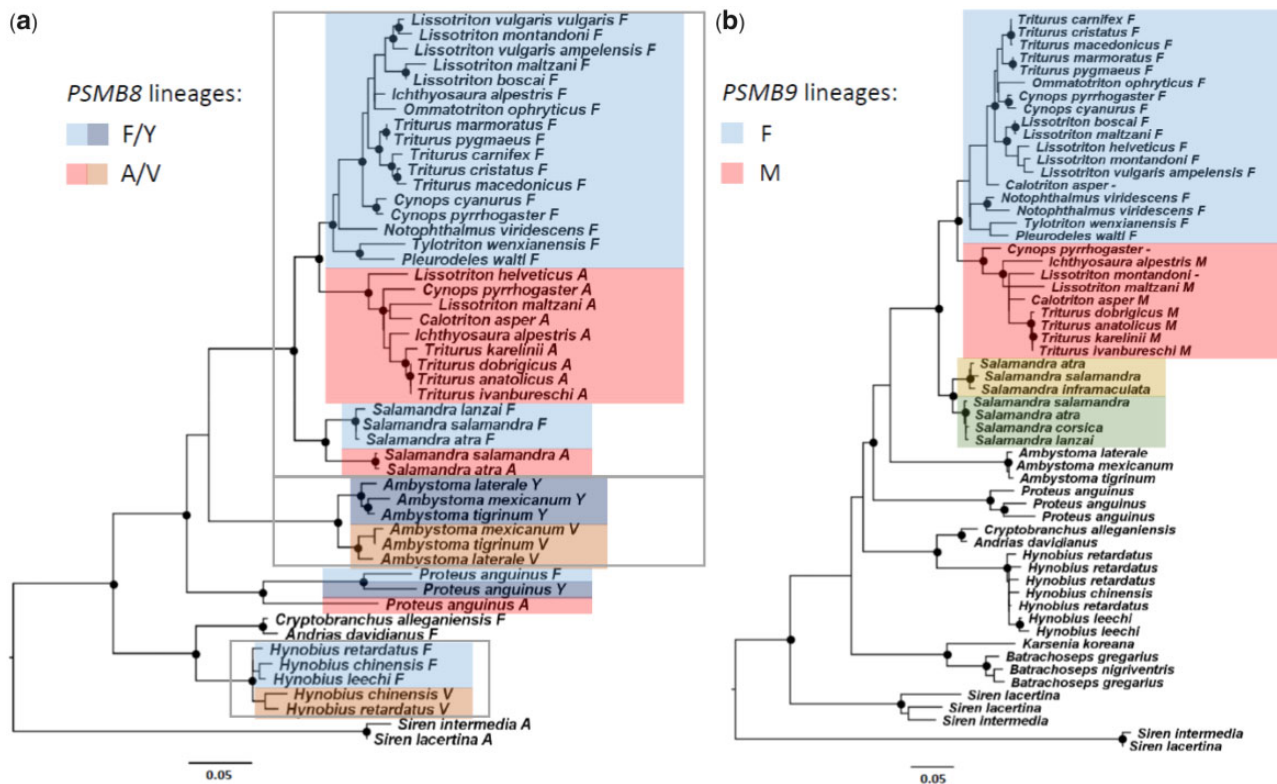 (a)
PSMB8 lineages:
F/Y
A/V
Lissotriton vulgaris vulgaris F
Lissotriton montandoni F
Lissotriton vulgaris ampelensis F
Lissotriton maltzani F
Lissotriton boscai F
Ichthyosaura alpestris F
Ommatotriton ophryticus F
Triturus marmoratus F
Triturus pygmaeus F
Triturus carnifex F
Triturus cristatus F
Triturus macedonicus F
Cynops cyanurus F
Cynops pyrrhogaster F
Notophthalmus viridescens F
Tylotriton wenxianensis F
Pleurodeles waltl F
Lissotriton helveticus A
Cynops pyrrhogaster A
Lissotriton maltzani A
Calotriton asper A
Ichthyosaura alpestris A
Triturus karelinii A
Triturus dobrigicus A
Triturus anatolicus A
Triturus ivanbureschi A
Salamandra lanzai F
Salamandra salamandra F
Salamandra atra F
Salamandra salamandra A
Salamandra atra A
Ambystoma laterale Y
Ambystoma mexicanum Y
Ambystoma tigrinum Y
Ambystoma mexicanum V
Ambystoma tigrinum V
Ambystoma laterale V
Proteus anguinus F
Proteus anguinus Y
Proteus anguinus A
Cryptobranchus alleganiensis F
Andrias davidianus F
Hynobius retardatus F
Hynobius chinensis F
Hynobius leechi F
Hynobius chinensis V
Hynobius retardatus V
Siren intermedia A
Siren lacertina A
0.05
(b)
PSMB9 lineages:
F
M
Triturus carnifex F
Triturus cristatus F
Triturus macedonicus F
Triturus marmoratus F
Triturus pygmaeus F
Ommatotriton ophryticus F
Cynops pyrrhogaster F
Cynops cyanurus F
Lissotriton boscai F
Lissotriton maltzani F
Lissotriton helveticus F
Lissotriton montandoni F
Lissotriton vulgaris ampelensis F
Calotriton asper -
Notophthalmus viridescens F
Notophthalmus viridescens F
Tylotriton wenxianensis F
Pleurodeles waltl F
Cynops pyrrhogaster -
Ichthyosaura alpestris M
Lissotriton montandoni -
Lissotriton maltzani M
Calotriton asper M
Triturus dobrigicus M
Triturus anatolicus M
Triturus karelinii M
Triturus ivanbureschi M
Salamandra atra
Salamandra salamandra
Salamandra inframaculata
Salamandra salamandra
Salamandra atra
Salamandra corsica
Salamandra lanzai
Ambystoma laterale
Ambystoma mexicanum
Ambystoma tigrinum
Proteus anguinus
Proteus anguinus
Proteus anguinus
Cryptobranchus alleganiensis
Andrias davidianus
Hynobius retardatus
Hynobius retardatus
Hynobius retardatus
Hynobius chinensis
Hynobius retardatus
Hynobius leechi
Hynobius leechi
Karsenia koreana
Batrachoseps gregarius
Batrachoseps nigriventris
Batrachoseps gregarius
Siren lacertina
Siren lacertina
Siren intermedia
Siren intermedia
Siren lacertina
0.05